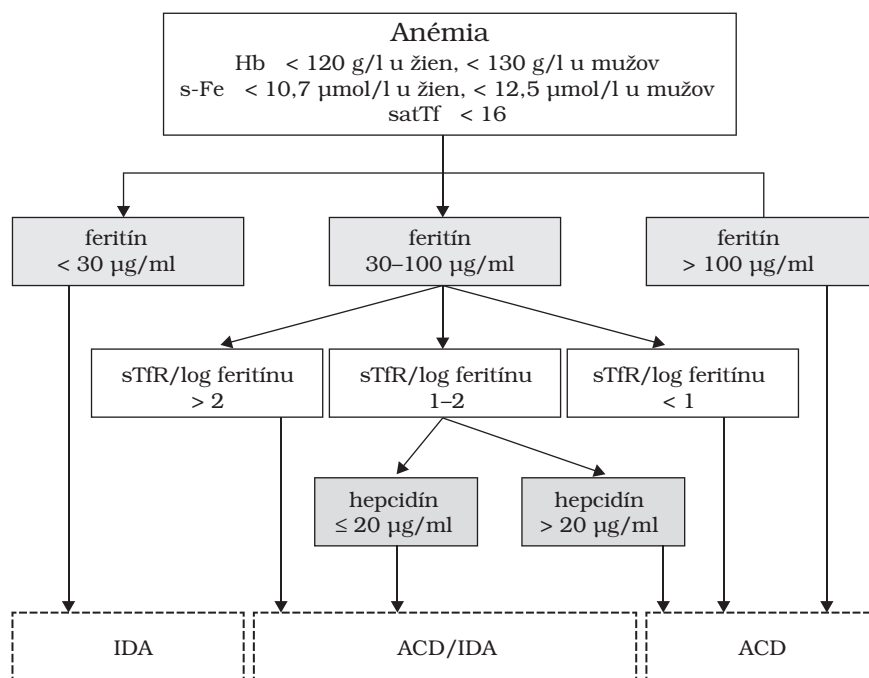 Anémia
Hb < 120 g/l u žien, < 130 g/l u mužov
s-Fe < 10,7 µmol/l u žien, < 12,5 µmol/l u mužov
satTf < 16
feritín
< 30 µg/ml
feritín
30–100 µg/ml
feritín
> 100 µg/ml
sTfR/log feritínu
> 2
sTfR/log feritínu
1–2
sTfR/log feritínu
< 1
hepcidín
≤ 20 µg/ml
hepcidín
> 20 µg/ml
IDA
ACD/IDA
ACD